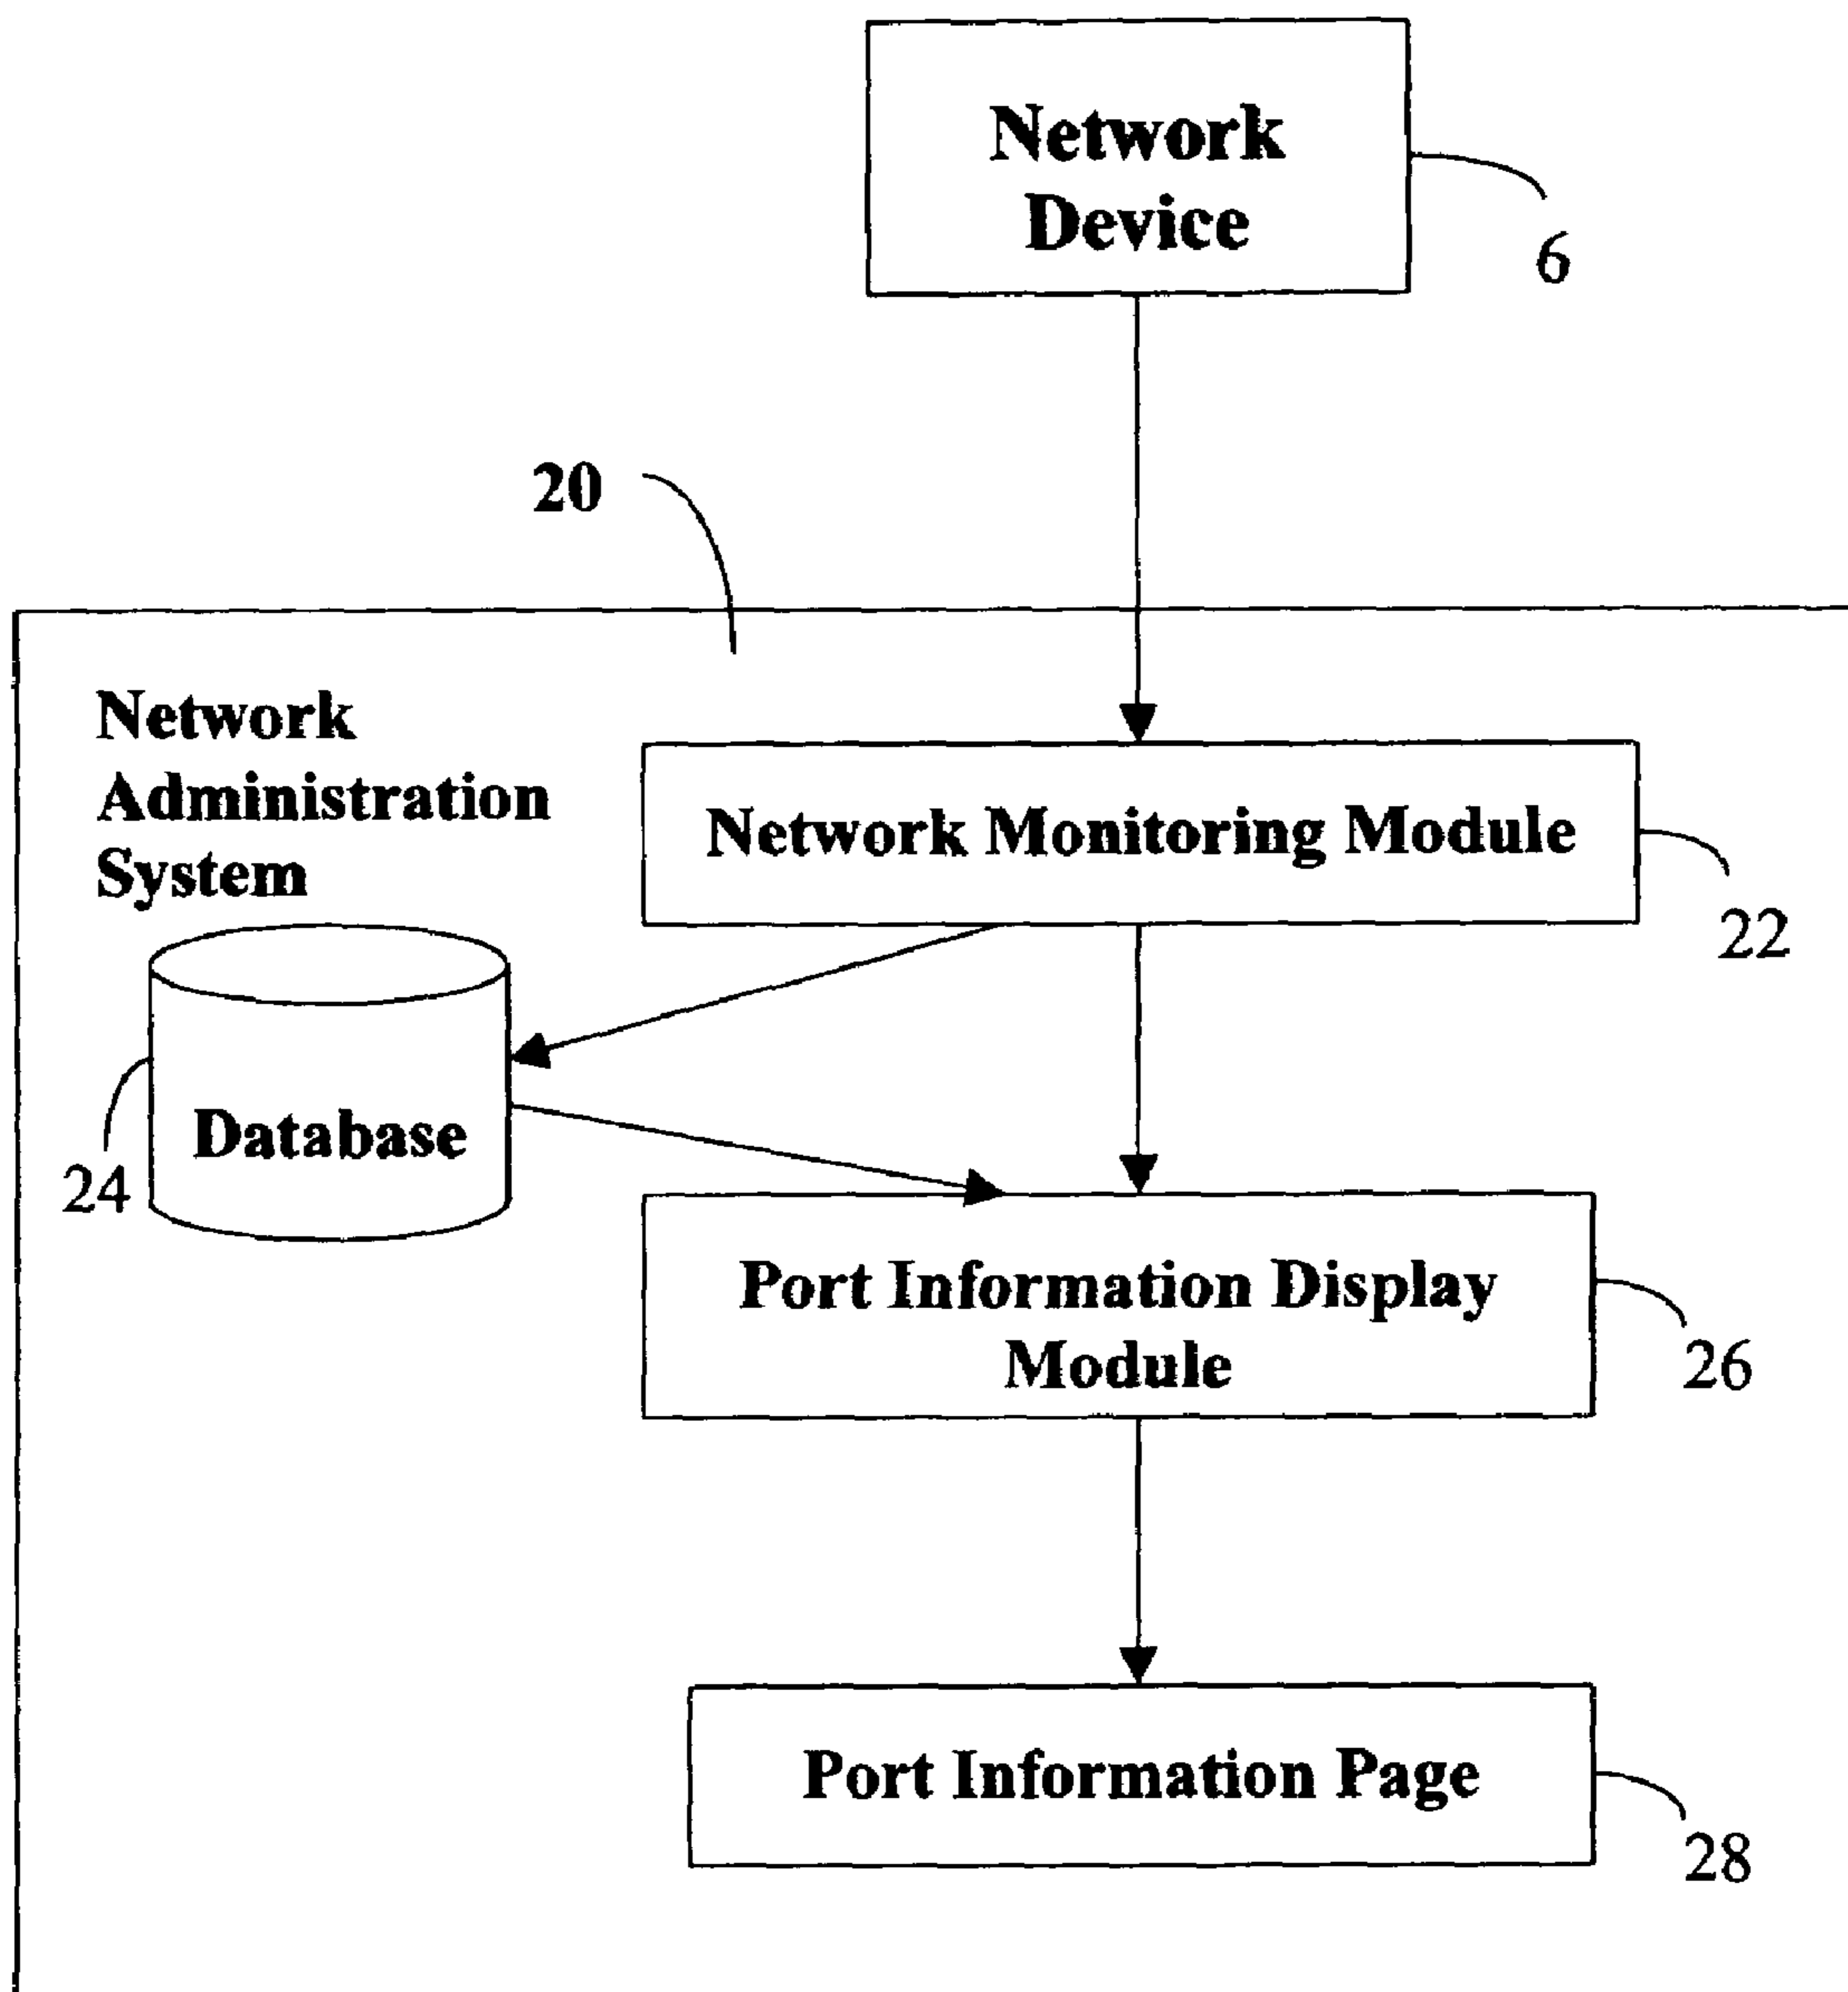 Network
Device
6
20
Network
Administration
System
Network Monitoring Module
22
Database
24
Port Information Display
Module
26
Port Information Page
28